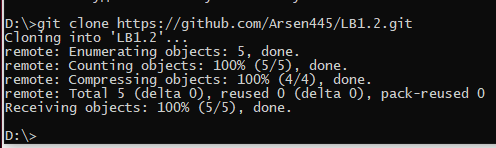 D:\>git clone https://github.com/Arsen445/LB1.2.git
Cloning into 'LB1.2'...
remote: Enumerating objects: 5, done.
remote: Counting objects: 100% (5/5), done.
remote: Compressing objects: 100% (4/4), done.
remote: Total 5 (delta 0), reused 0 (delta 0), pack-reused 0
Receiving objects: 100% (5/5), done.
D:\>